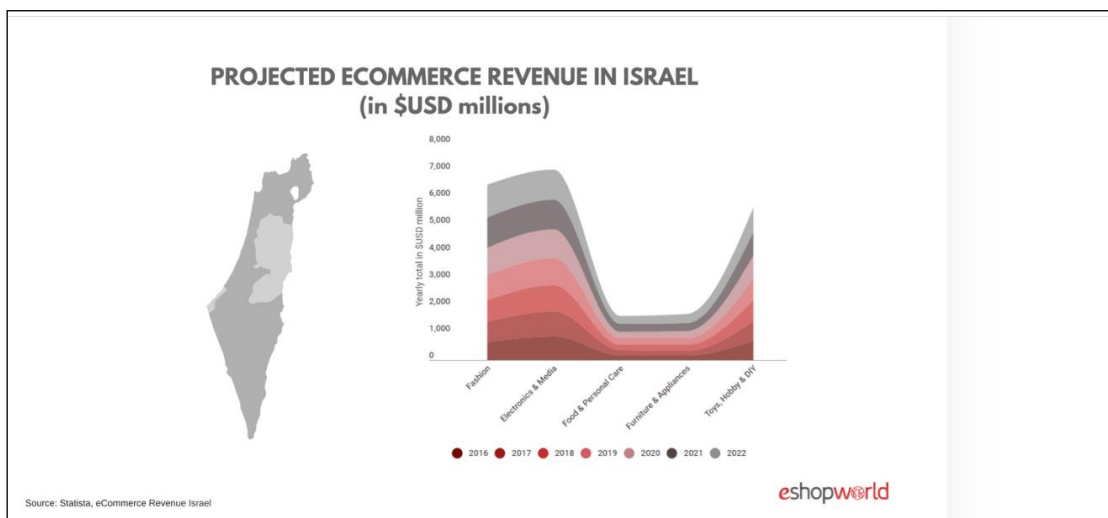 PROJECTED ECOMMERCE REVENUE IN ISRAEL
(in $USD millions)
Yearly total in $USD million
8,000
7,000
6,000
5,000
4,000
3,000
2,000
1,000
0
Fashion
Electronics & Media
Food & Personal Care
Furniture & Appliances
Toys, Hobby & DIY
2016 2017 2018 2019 2020 2021 2022
Source: Statista, eCommerce Revenue Israel
eshopworld